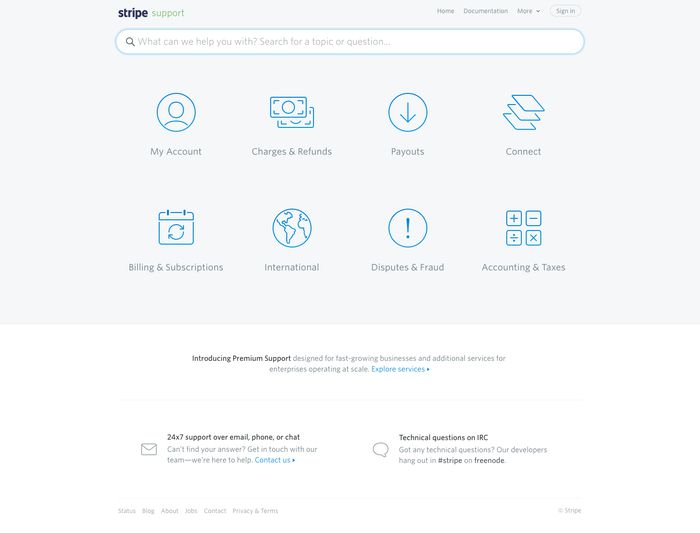 stripe support
Home Documentation More Sign in
What can we help you with? Search for a topic or question...
My Account
Charges & Refunds
Payouts
Connect
Billing & Subscriptions
International
Disputes & Fraud
Accounting & Taxes
Introducing Premium Support designed for fast-growing businesses and additional services for
enterprises operating at scale. Explore services
24x7 support over email, phone, or chat
Can't find your answer? Get in touch with our
team—we're here to help. Contact us
Technical questions on IRC
Got any technical questions? Our developers
hang out in #stripe on freenode.
Status Blog About Jobs Contact Privacy & Terms
© Stripe